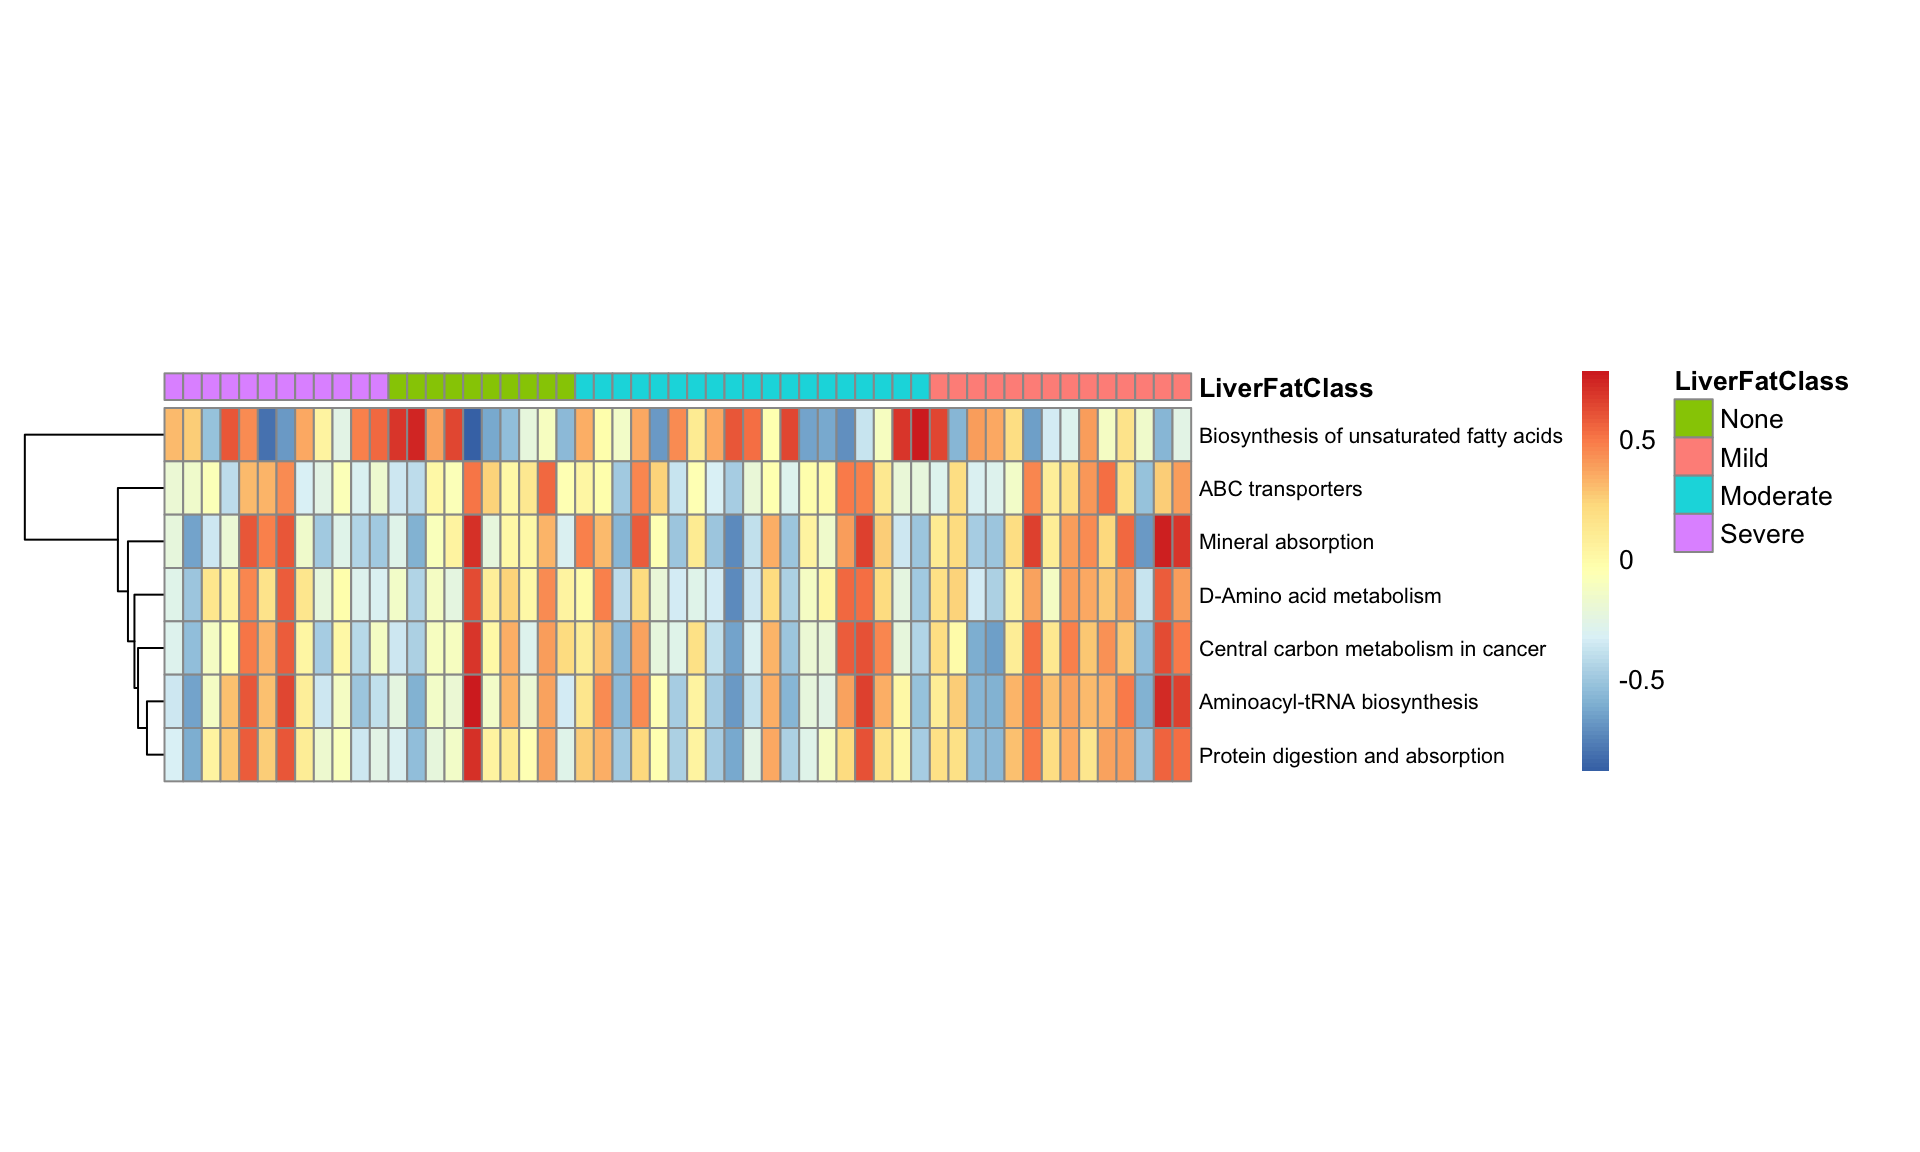 LiverFatClass
Biosynthesis of unsaturated fatty acids
ABC transporters
Mineral absorption
D-Amino acid metabolism
Central carbon metabolism in cancer
Aminoacyl-tRNA biosynthesis
Protein digestion and absorption
0.5
0
-0.5
LiverFatClass
None
Mild
Moderate
Severe